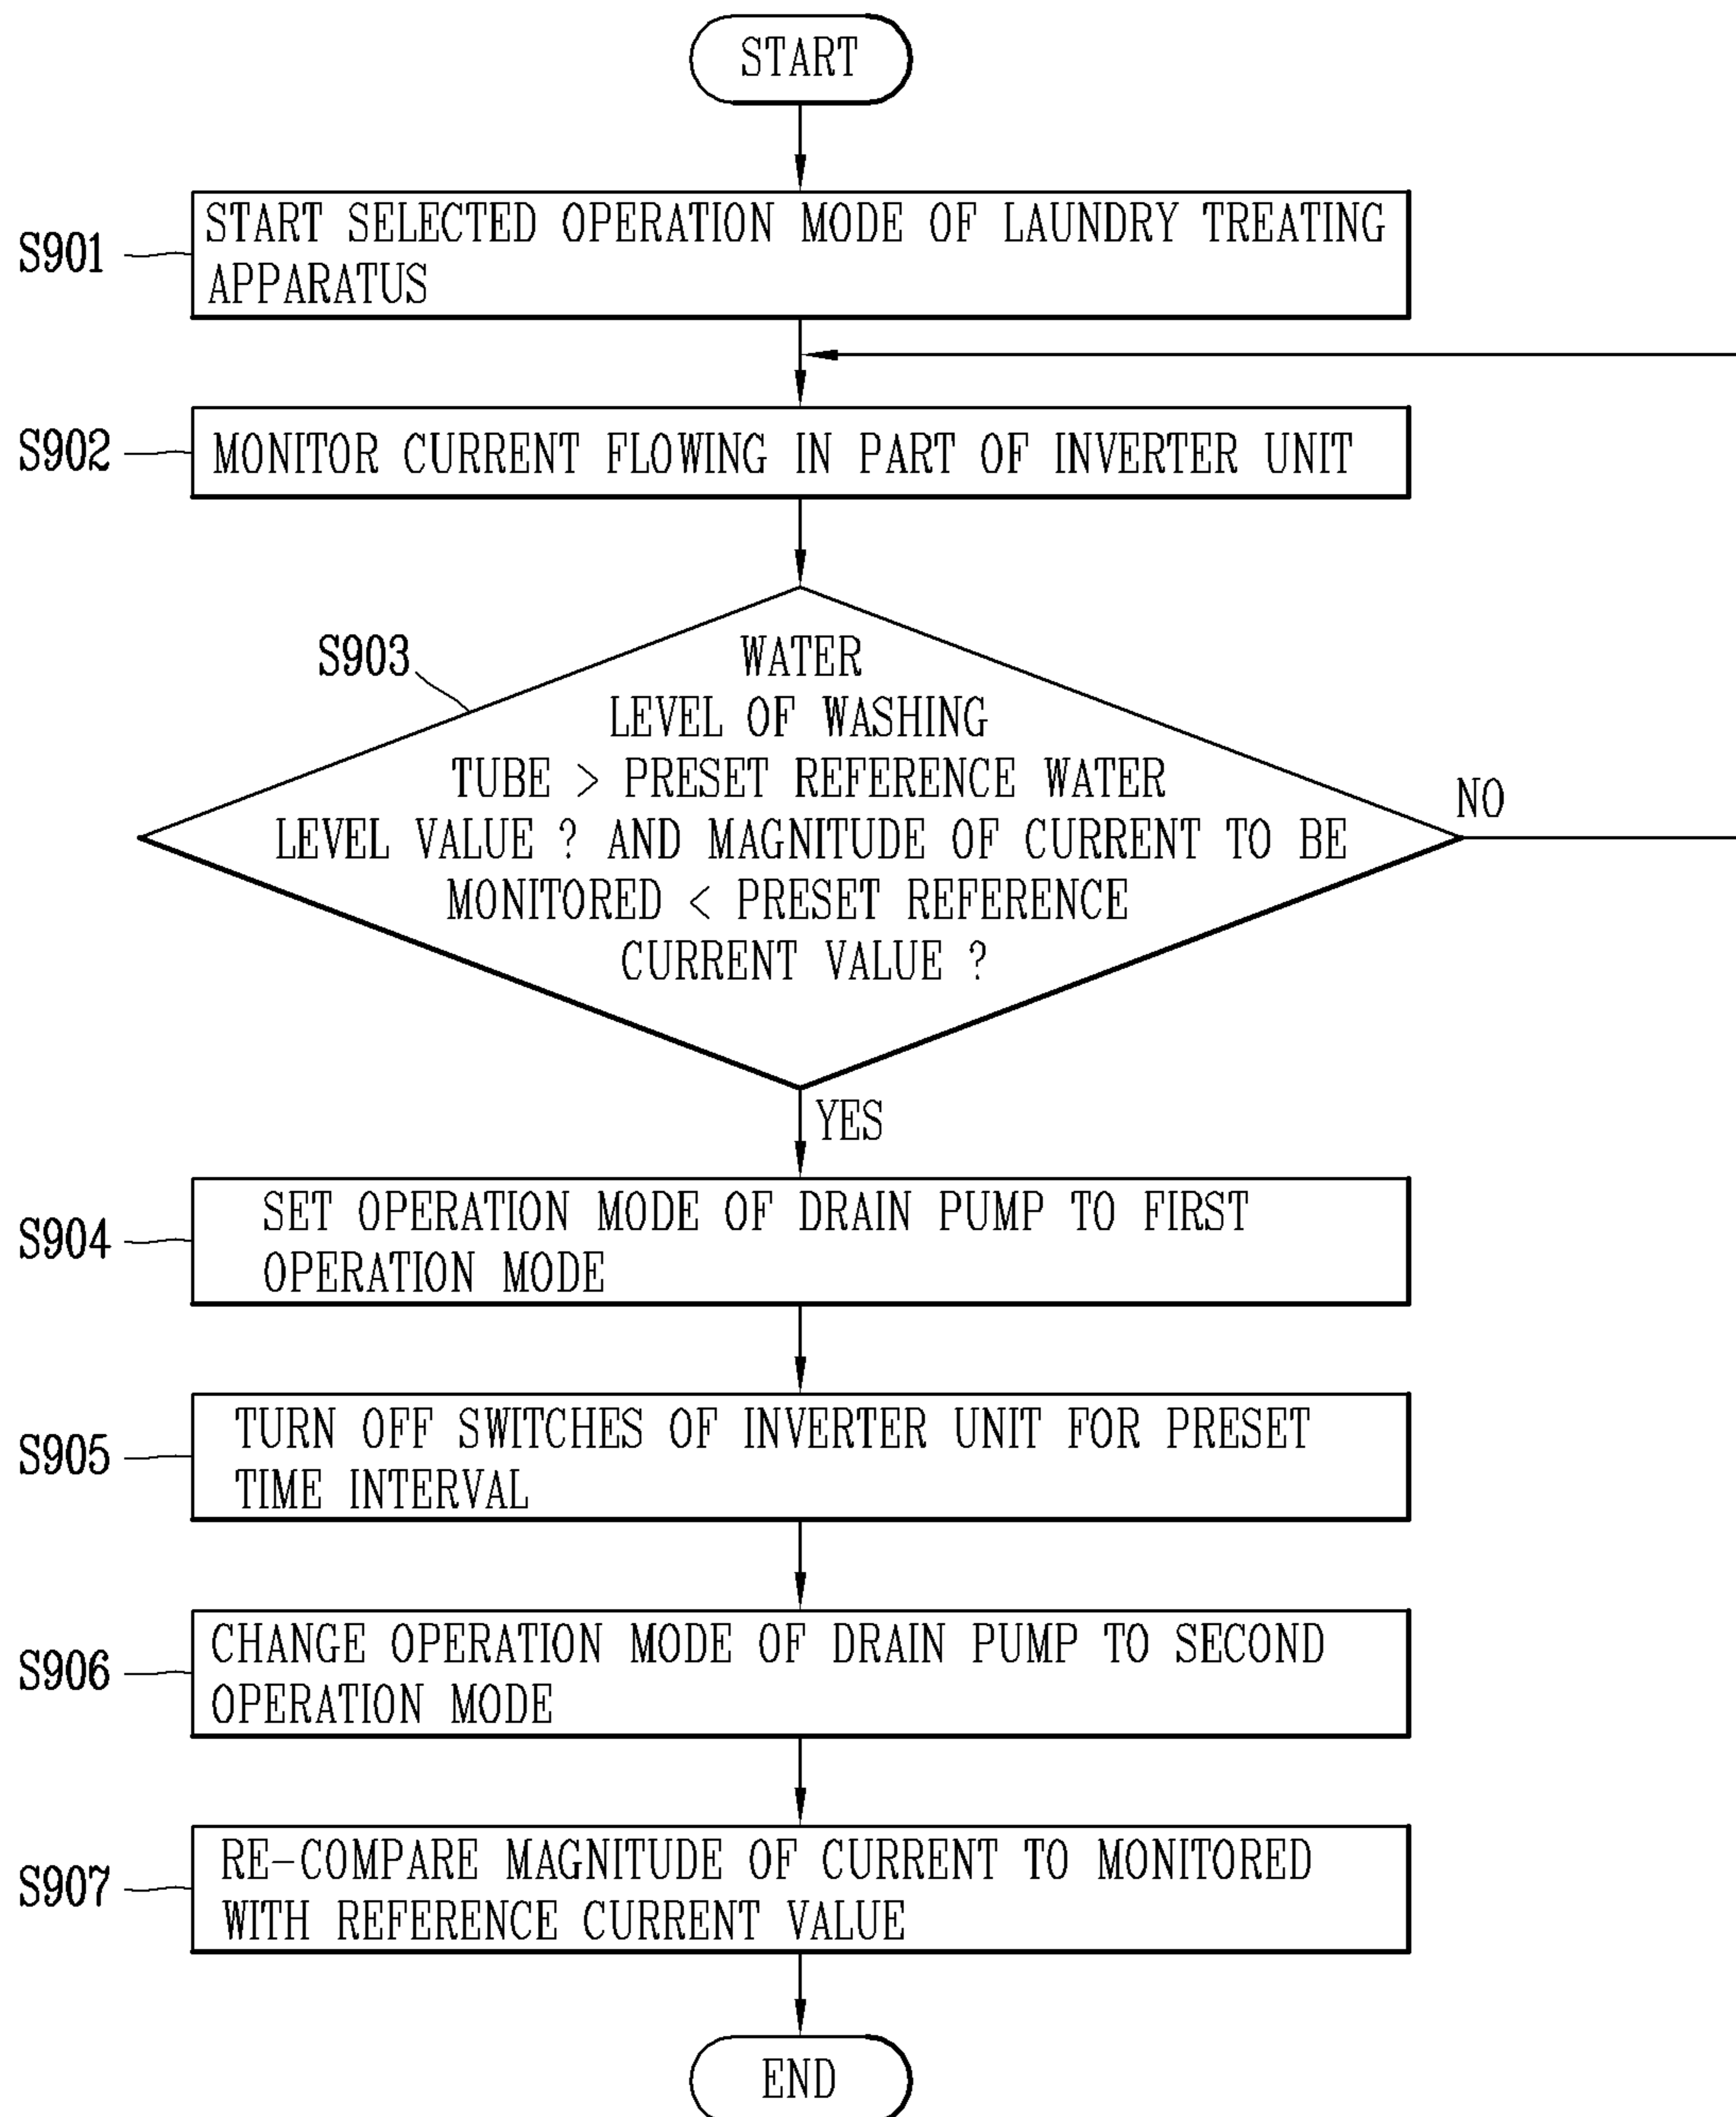 START
S901
START SELECTED OPERATION MODE OF LAUNDRY TREATING
APPARATUS
S902
MONITOR CURRENT FLOWING IN PART OF INVERTER UNIT
S903
WATER
LEVEL OF WASHING
TUBE > PRESET REFERENCE WATER
LEVEL VALUE ? AND MAGNITUDE OF CURRENT TO BE
MONITORED < PRESET REFERENCE
CURRENT VALUE ?
NO
YES
S904
SET OPERATION MODE OF DRAIN PUMP TO FIRST
OPERATION MODE
S905
TURN OFF SWITCHES OF INVERTER UNIT FOR PRESET
TIME INTERVAL
S906
CHANGE OPERATION MODE OF DRAIN PUMP TO SECOND
OPERATION MODE
S907
RE-COMPARE MAGNITUDE OF CURRENT TO MONITORED
WITH REFERENCE CURRENT VALUE
END